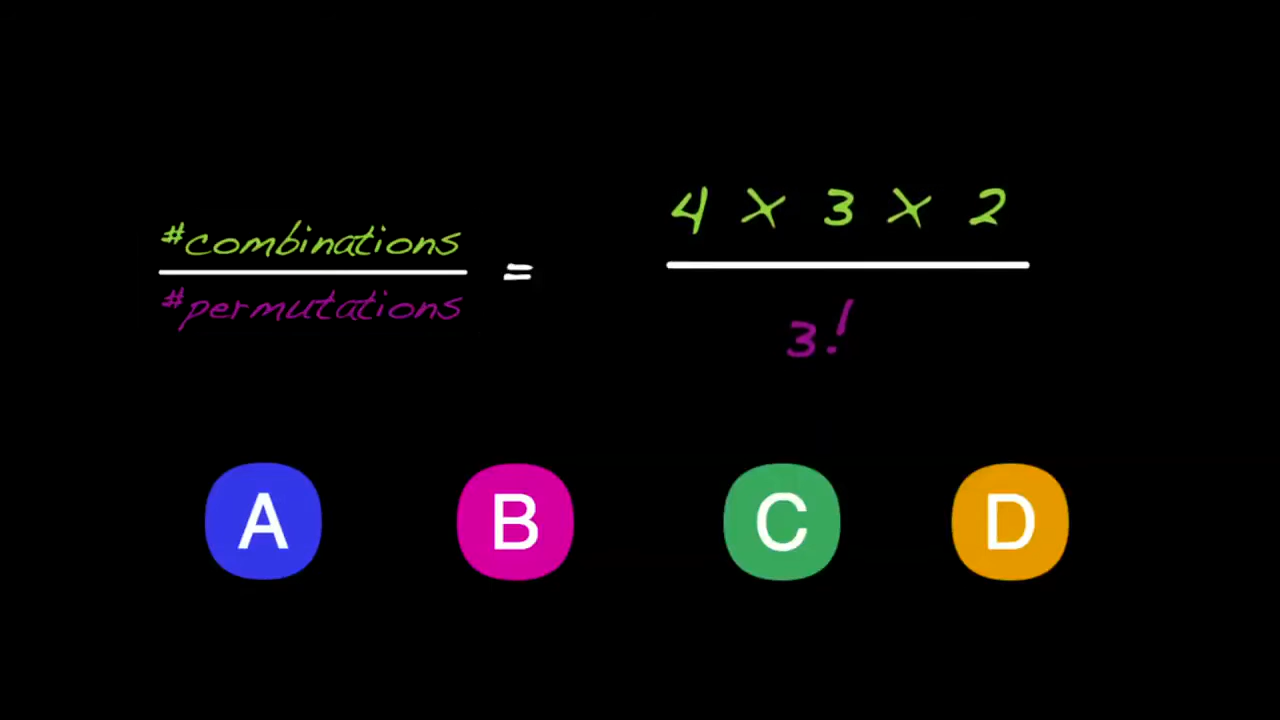 #combinations
#permutations
=
4 × 3 × 2
3!
A B C D